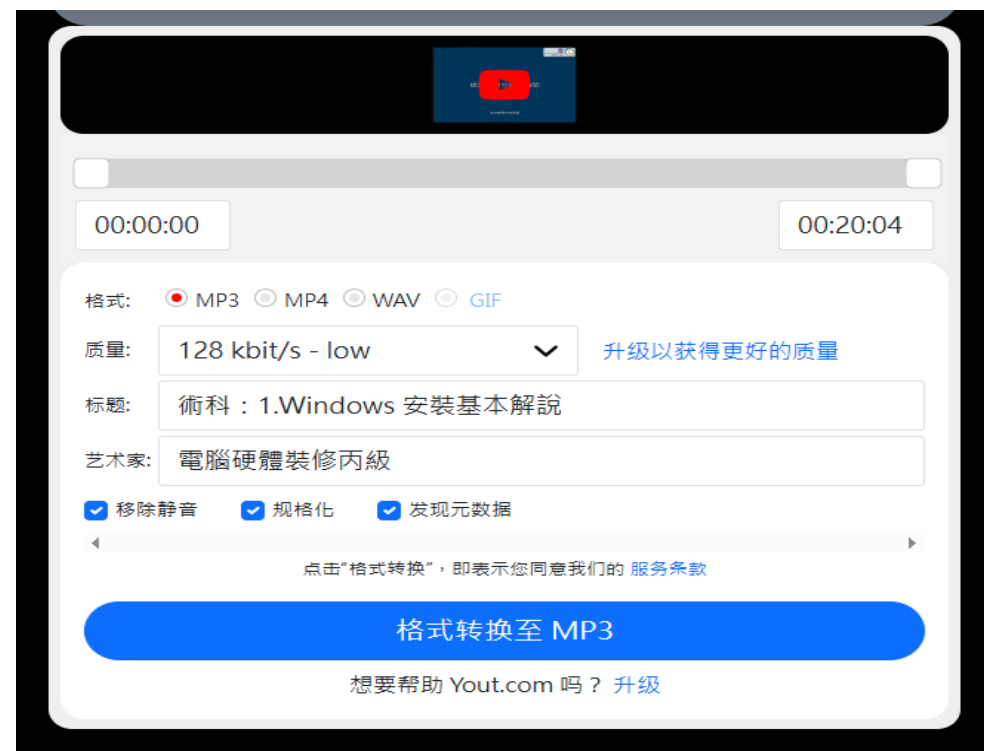 00:00:00 00:20:04
格式: MP3 MP4 WAV GIF
质量: 128 kbit/s - low 升级以获得更好的质量
标题: 術科：1.Windows 安裝基本解說
艺术家: 電腦硬體裝修丙級
移除静音 规格化 发现元数据
点击“格式转换”，即表示您同意我们的 服务条款
格式转换至 MP3
想要帮助 Yout.com 吗？ 升级